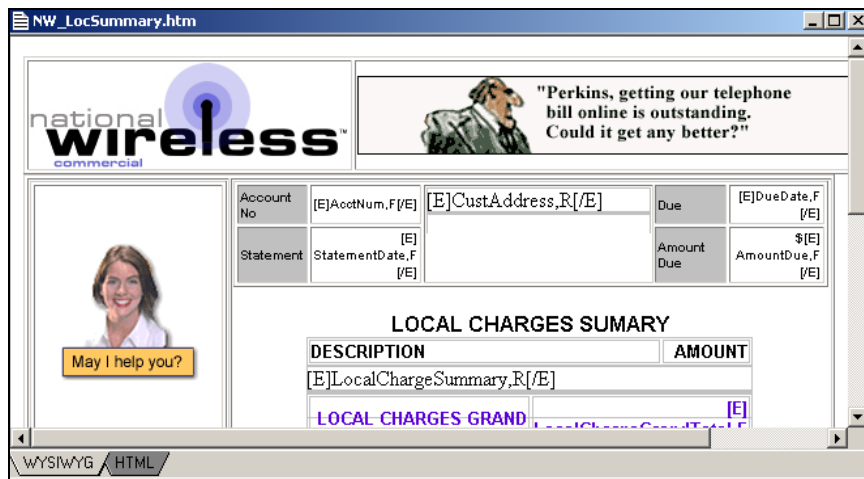 NW_LocSummary.htm
national
wireless™
commercial
"Perkins, getting our telephone
bill online is outstanding.
Could it get any better?"
Account
No
[E]AcctNum,F[/E]
[E]CustAddress,R[/E]
Due
[E]DueDate,F
[/E]
Statement
[E]
StatementDate,F
[/E]
Amount
Due
$[E]
AmountDue,F
[/E]
May I help you?
LOCAL CHARGES SUMARY
DESCRIPTION AMOUNT
[E]LocalChargeSummary,R[/E]
LOCAL CHARGES GRAND
[E]
WYSIWYG HTML